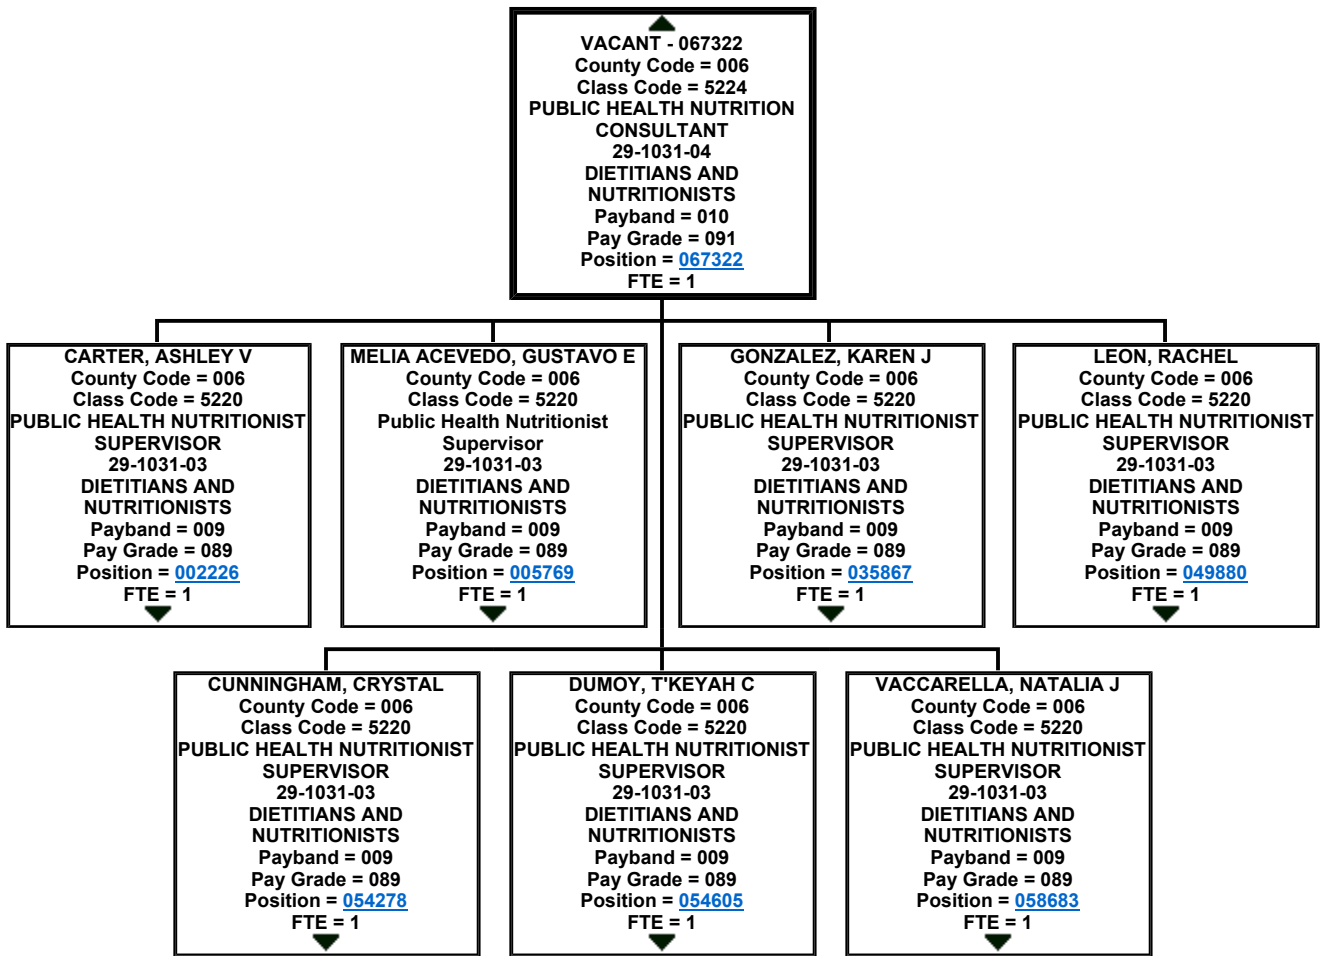 VACANT - 067322
County Code = 006
Class Code = 5224
PUBLIC HEALTH NUTRITION
CONSULTANT
29-1031-04
DIETITIANS AND
NUTRITIONISTS
Payband = 010
Pay Grade = 091
Position = 067322
FTE = 1
CARTER, ASHLEY V
County Code = 006
Class Code = 5220
PUBLIC HEALTH NUTRITIONIST
SUPERVISOR
29-1031-03
DIETITIANS AND
NUTRITIONISTS
Payband = 009
Pay Grade = 089
Position = 002226
FTE = 1
MELIA ACEVEDO, GUSTAVO E
County Code = 006
Class Code = 5220
Public Health Nutritionist
Supervisor
29-1031-03
DIETITIANS AND
NUTRITIONISTS
Payband = 009
Pay Grade = 089
Position = 005769
FTE = 1
GONZALEZ, KAREN J
County Code = 006
Class Code = 5220
PUBLIC HEALTH NUTRITIONIST
SUPERVISOR
29-1031-03
DIETITIANS AND
NUTRITIONISTS
Payband = 009
Pay Grade = 089
Position = 035867
FTE = 1
LEON, RACHEL
County Code = 006
Class Code = 5220
PUBLIC HEALTH NUTRITIONIST
SUPERVISOR
29-1031-03
DIETITIANS AND
NUTRITIONISTS
Payband = 009
Pay Grade = 089
Position = 049880
FTE = 1
CUNNINGHAM, CRYSTAL
County Code = 006
Class Code = 5220
PUBLIC HEALTH NUTRITIONIST
SUPERVISOR
29-1031-03
DIETITIANS AND
NUTRITIONISTS
Payband = 009
Pay Grade = 089
Position = 054278
FTE = 1
DUMOY, T'KEYAH C
County Code = 006
Class Code = 5220
PUBLIC HEALTH NUTRITIONIST
SUPERVISOR
29-1031-03
DIETITIANS AND
NUTRITIONISTS
Payband = 009
Pay Grade = 089
Position = 054605
FTE = 1
VACCARELLA, NATALIA J
County Code = 006
Class Code = 5220
PUBLIC HEALTH NUTRITIONIST
SUPERVISOR
29-1031-03
DIETITIANS AND
NUTRITIONISTS
Payband = 009
Pay Grade = 089
Position = 058683
FTE = 1